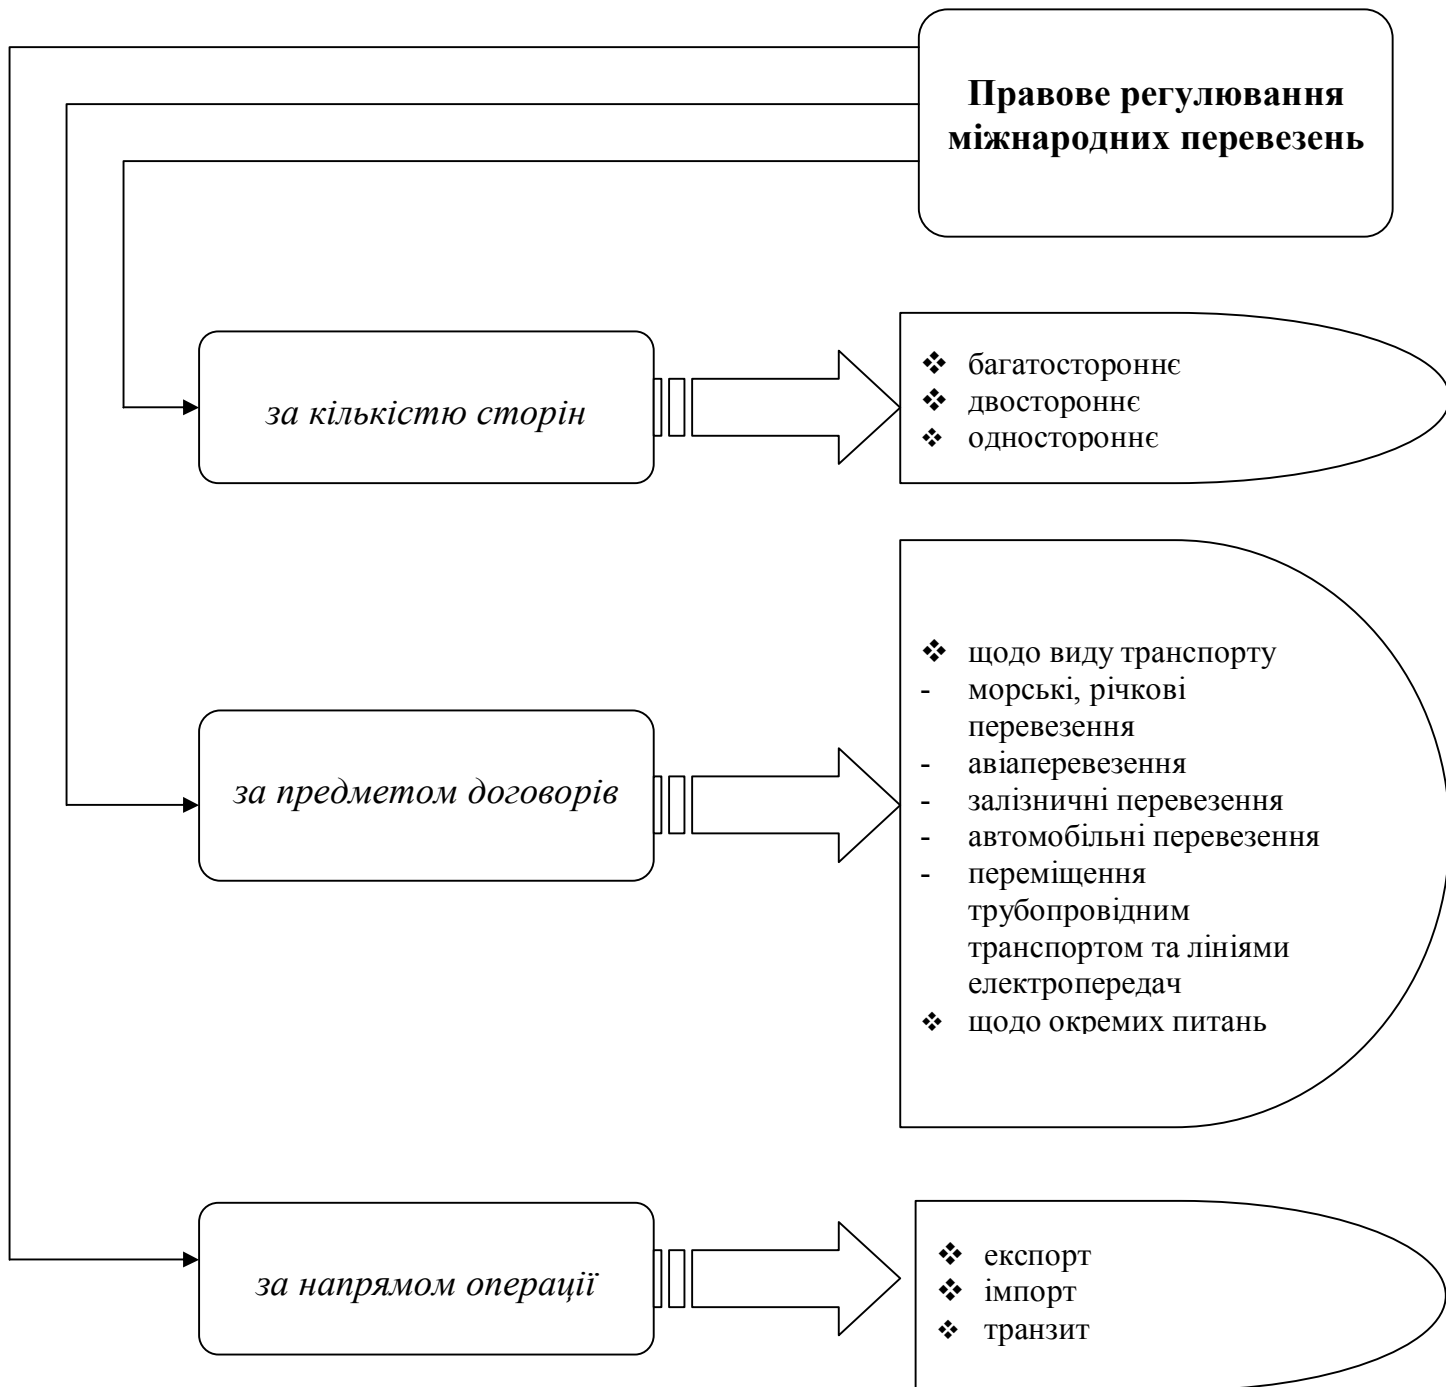 Правове регулювання
міжнародних перевезень
за кількістю сторін
❖ багатостороннє
❖ двостороннє
❖ одностороннє
за предметом договорів
❖ щодо виду транспорту
- морські, річкові
перевезення
- авіаперевезення
- залізничні перевезення
- автомобільні перевезення
- переміщення
трубопровідним
транспортом та лініями
електропередач
❖ щодо окремих питань
за напрямом операції
❖ експорт
❖ імпорт
❖ транзит